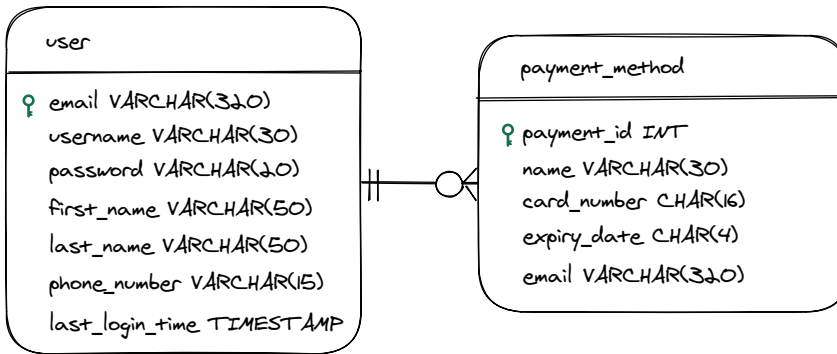 user
email VARCHAR(320)
username VARCHAR(30)
password VARCHAR(20)
first_name VARCHAR(50)
last_name VARCHAR(50)
phone_number VARCHAR(15)
last_login_time TIMESTAMP
payment_method
payment_id INT
name VARCHAR(30)
card_number CHAR(16)
expiry_date CHAR(4)
email VARCHAR(320)